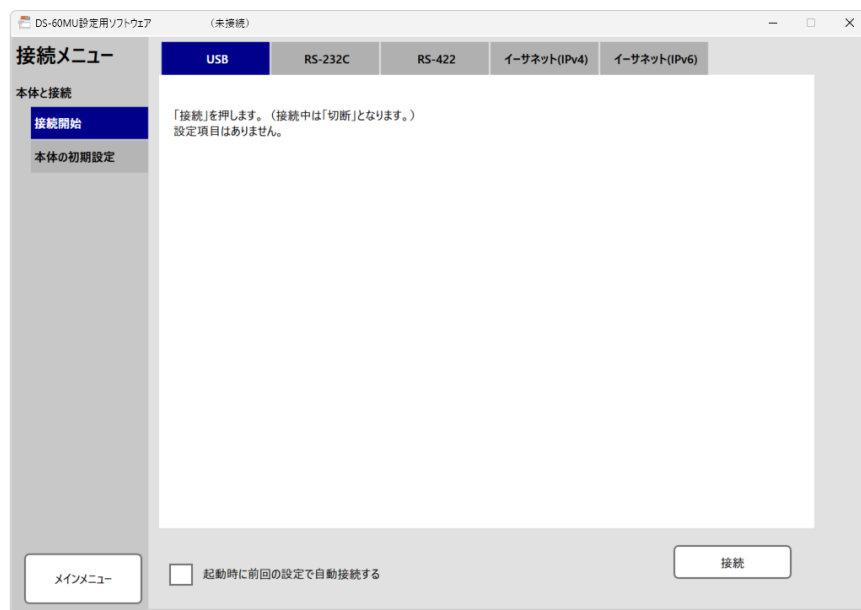 DS-60MU設定用ソフトウェア （未接続）
接続メニュー
本体と接続
接続開始
本体の初期設定
メインメニュー
USB RS-232C RS-422 イーサネット(IPv4) イーサネット(IPv6)
「接続」を押します。（接続中は「切断」となります。）
設定項目はありません。
起動時に前回の設定で自動接続する
接続